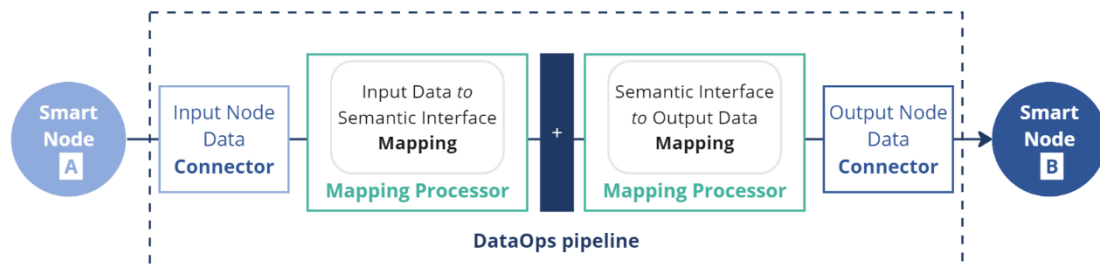 Smart
Node
A
Input Node
Data
Connector
Input Data to
Semantic Interface
Mapping
Mapping Processor
+
Semantic Interface
to Output Data
Mapping
Mapping Processor
Output Node
Data
Connector
Smart
Node
B
DataOps pipeline